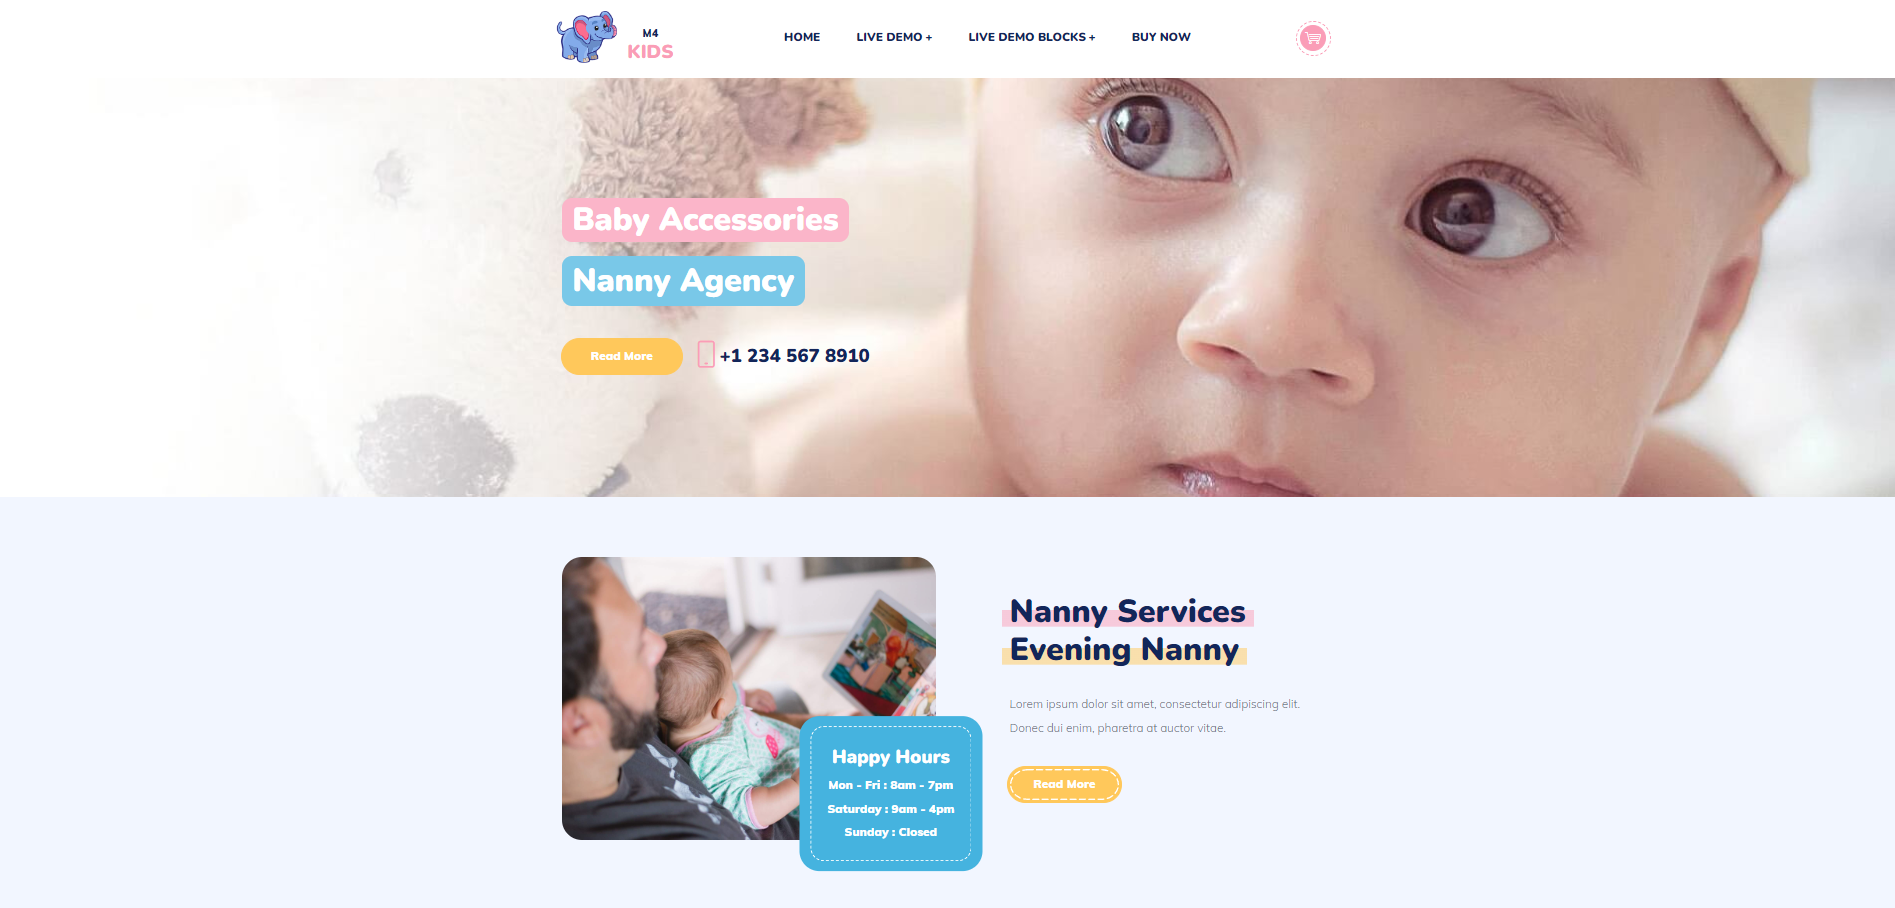 M4
KIDS
HOME
LIVE DEMO +
LIVE DEMO BLOCKS +
BUY NOW
Baby Accessories
Nanny Agency
Read More
+1 234 567 8910
Nanny Services
Evening Nanny
Lorem ipsum dolor sit amet, consectetur adipiscing elit.
Donec dui enim, pharetra at auctor vitae.
Read More
Happy Hours
Mon - Fri : 8am - 7pm
Saturday : 9am - 4pm
Sunday : Closed